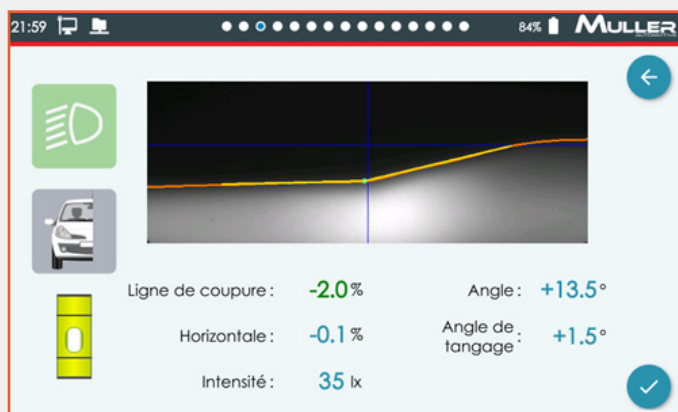 21:59 84% MULLER
AUTOMOTIVE
Ligne de coupure : -2.0 % Angle : +13.5°
Horizontale : -0.1 % Angle de tangage : +1.5°
Intensité : 35 lx